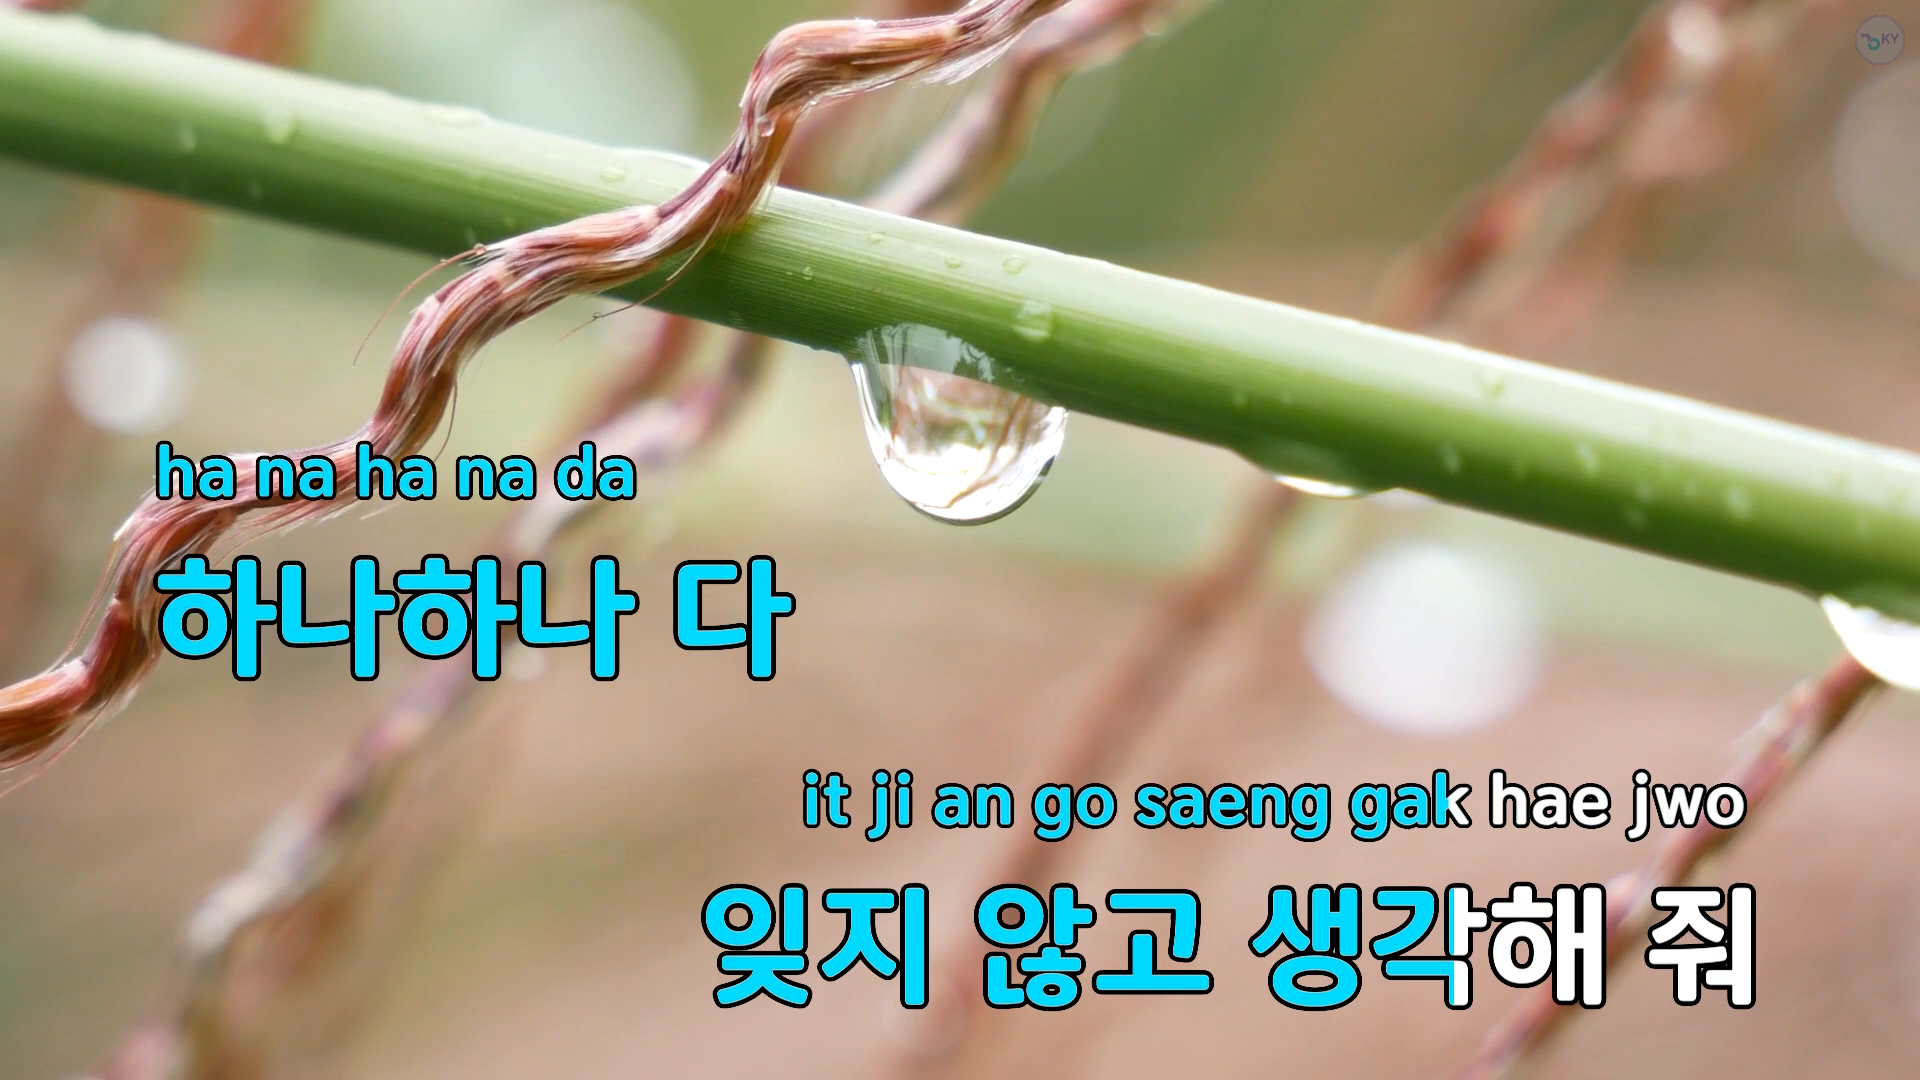 KY
ha na ha na da
하나하나 다
it ji an go saeng gak hae jwo
잊지 않고 생각해 줘